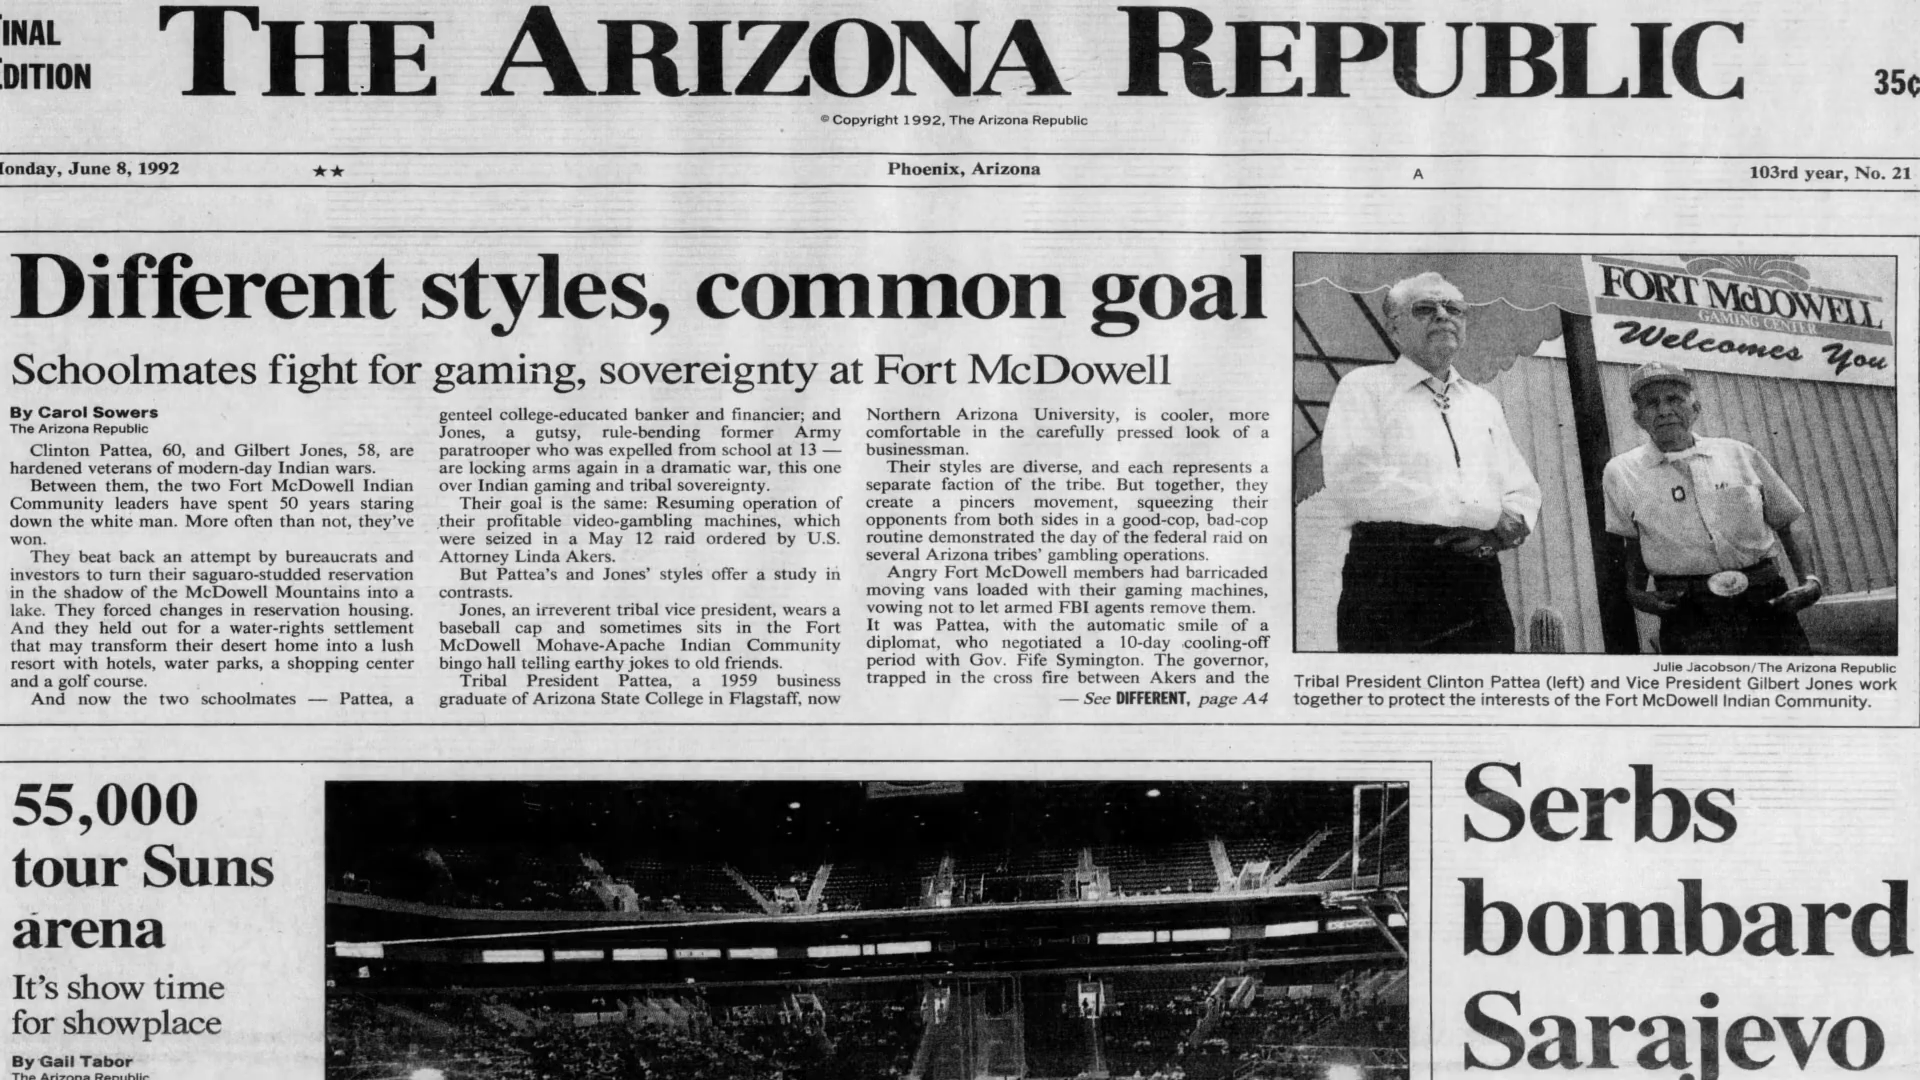 INAL
DITION
THE ARIZONA REPUBLIC
35¢
© Copyright 1992, The Arizona Republic
onday, June 8, 1992
★★
Phoenix, Arizona
A
103rd year, No. 21
Different styles, common goal
Schoolmates fight for gaming, sovereignty at Fort McDowell
By Carol Sowers
The Arizona Republic
Clinton Pattea, 60, and Gilbert Jones, 58, are
hardened veterans of modern-day Indian wars.
Between them, the two Fort McDowell Indian
Community leaders have spent 50 years staring
down the white man. More often than not, they've
won.
They beat back an attempt by bureaucrats and
investors to turn their saguaro-studded reservation
in the shadow of the McDowell Mountains into a
lake. They forced changes in reservation housing.
And they held out for a water-rights settlement
that may transform their desert home into a lush
resort with hotels, water parks, a shopping center
and a golf course.
And now the two schoolmates — Pattea, a
genteel college-educated banker and financier; and
Jones, a gutsy, rule-bending former Army
paratrooper who was expelled from school at 13 —
are locking arms again in a dramatic war, this one
over Indian gaming and tribal sovereignty.
Their goal is the same: Resuming operation of
their profitable video-gambling machines, which
were seized in a May 12 raid ordered by U.S.
Attorney Linda Akers.
But Pattea's and Jones' styles offer a study in
contrasts.
Jones, an irreverent tribal vice president, wears a
baseball cap and sometimes sits in the Fort
McDowell Mohave-Apache Indian Community
bingo hall telling earthy jokes to old friends.
Tribal President Pattea, a 1959 business
graduate of Arizona State College in Flagstaff, now
Northern Arizona University, is cooler, more
comfortable in the carefully pressed look of a
businessman.
Their styles are diverse, and each represents a
separate faction of the tribe. But together, they
create a pincers movement, squeezing their
opponents from both sides in a good-cop, bad-cop
routine demonstrated the day of the federal raid on
several Arizona tribes' gambling operations.
Angry Fort McDowell members had barricaded
moving vans loaded with their gaming machines,
vowing not to let armed FBI agents remove them.
It was Pattea, with the automatic smile of a
diplomat, who negotiated a 10-day cooling-off
period with Gov. Fife Symington. The governor,
trapped in the cross fire between Akers and the
— See DIFFERENT, page A4
FORT McDOWELL
GAMING CENTER
Welcomes You
Julie Jacobson/The Arizona Republic
Tribal President Clinton Pattea (left) and Vice President Gilbert Jones work
together to protect the interests of the Fort McDowell Indian Community.
55,000
tour Suns
arena
It's show time
for showplace
By Gail Tabor
The Arizona Republic
Serbs
bombard
Sarajevo